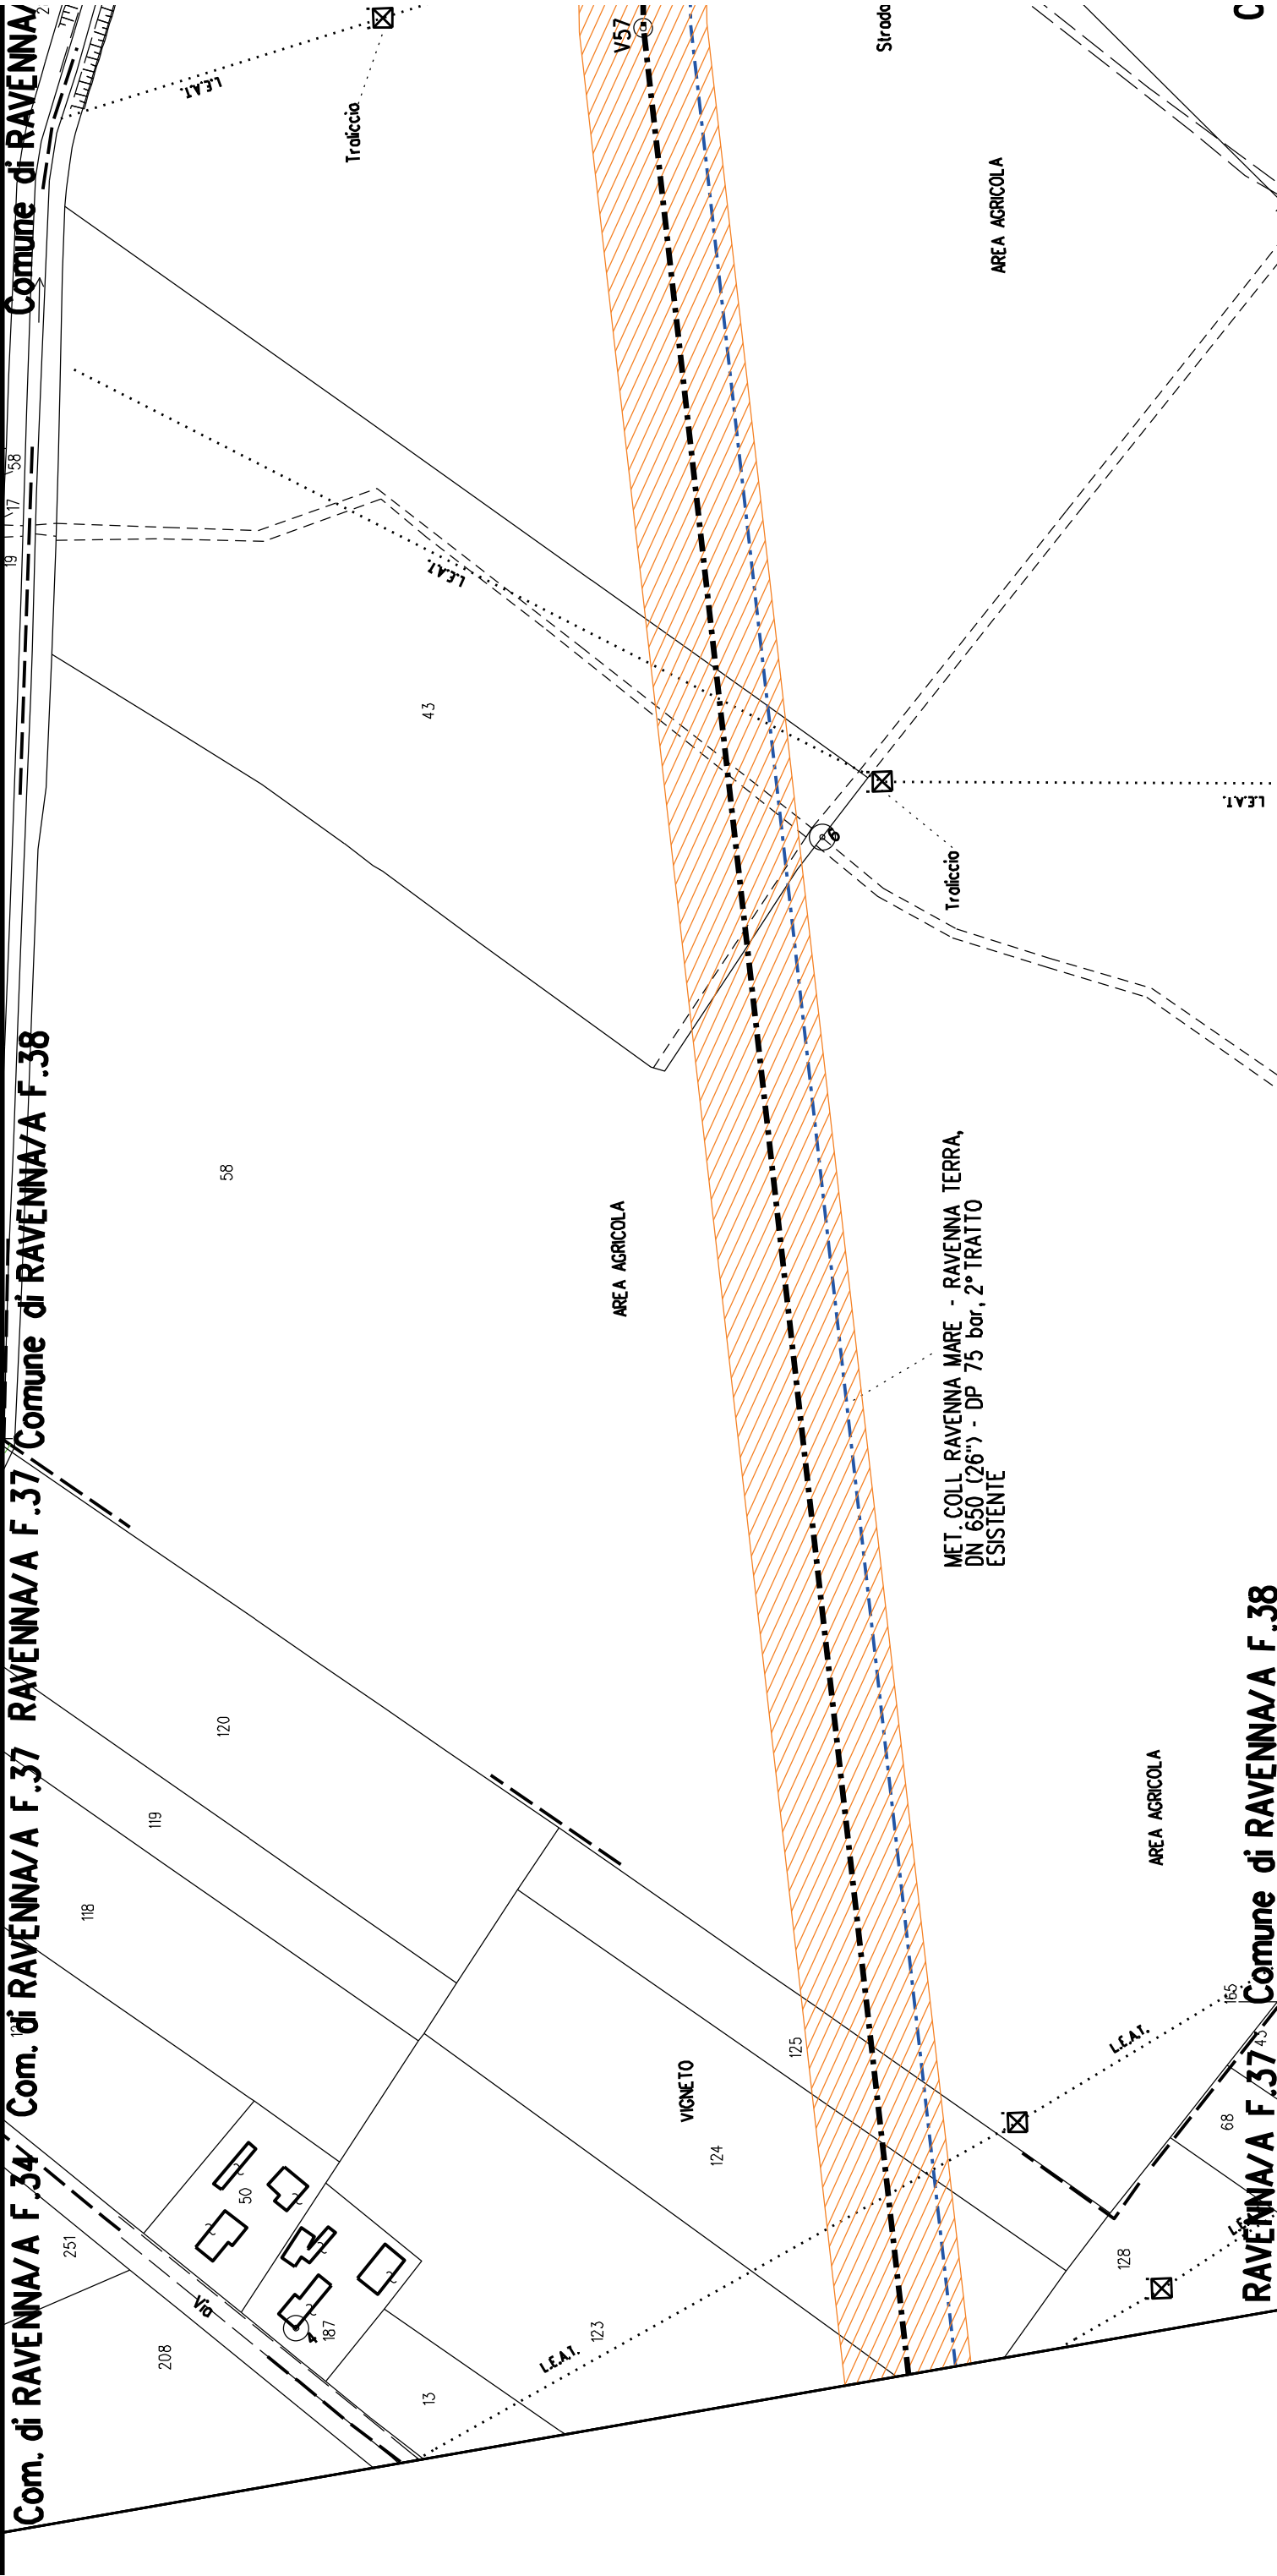 Com. di RAVENNA/A F.34
Com. di RAVENNA/A F.37
RAVENNA/A F.37
Comune di RAVENNA/A F.38
Comune di RAVENNA/
19
17
58
L.E.A.T.
Traliccio
V57
Strada
AREA AGRICOLA
43
L.E.A.T.
6
Traliccio
L.E.A.T.
58
AREA AGRICOLA
MET. COLL RAVENNA MARE - RAVENNA TERRA,
DN 650 (26") - DP 75 bar, 2° TRATTO
ESISTENTE
120
119
118
AREA AGRICOLA
VIGNETO
125
124
123
L.E.A.T.
L.E.A.T.
165
43
68
128
50
251
Via
208
4
187
13
RAVENNA/A F.37
Comune di RAVENNA/A F.38